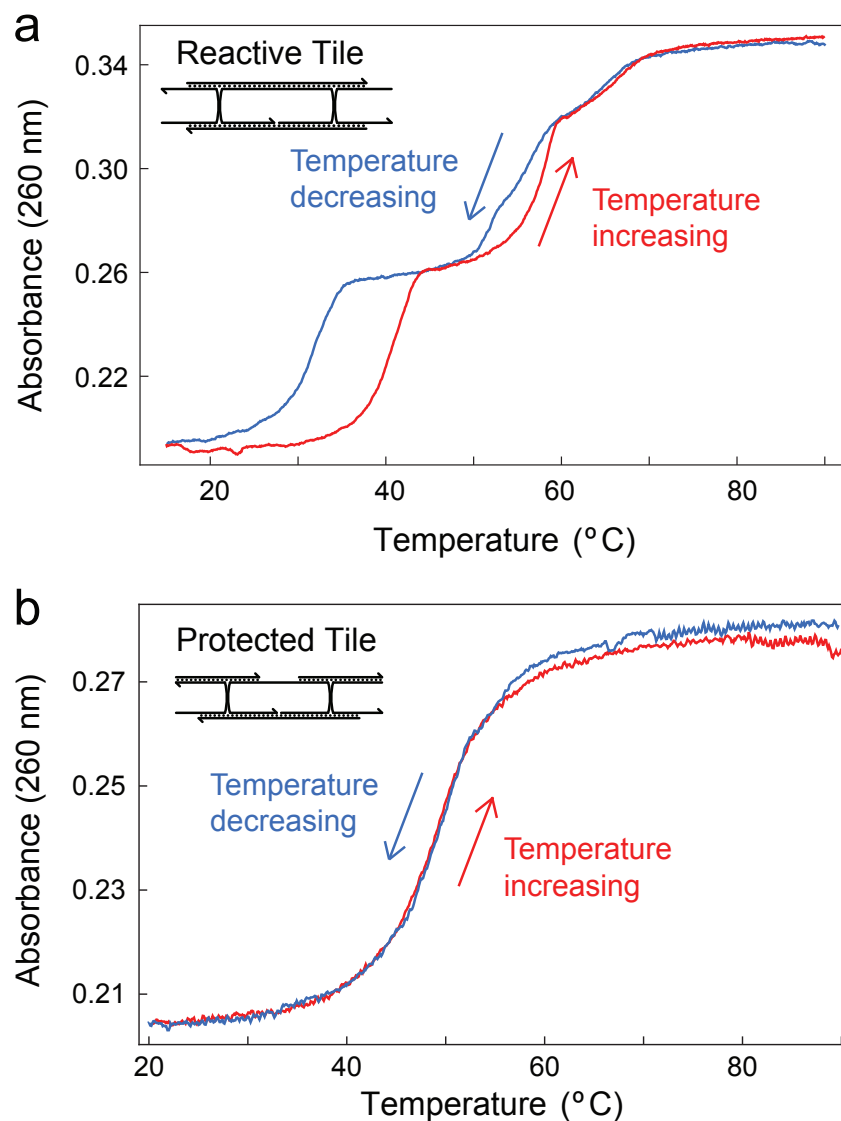 a
Reactive Tile
Temperature
decreasing
Temperature
increasing
0.34
0.30
0.26
0.22
Absorbance (260 nm)
20
40
60
80
Temperature (º C)
b
Protected Tile
Temperature
decreasing
Temperature
increasing
0.27
0.25
0.23
0.21
Absorbance (260 nm)
20
40
60
80
Temperature (º C)